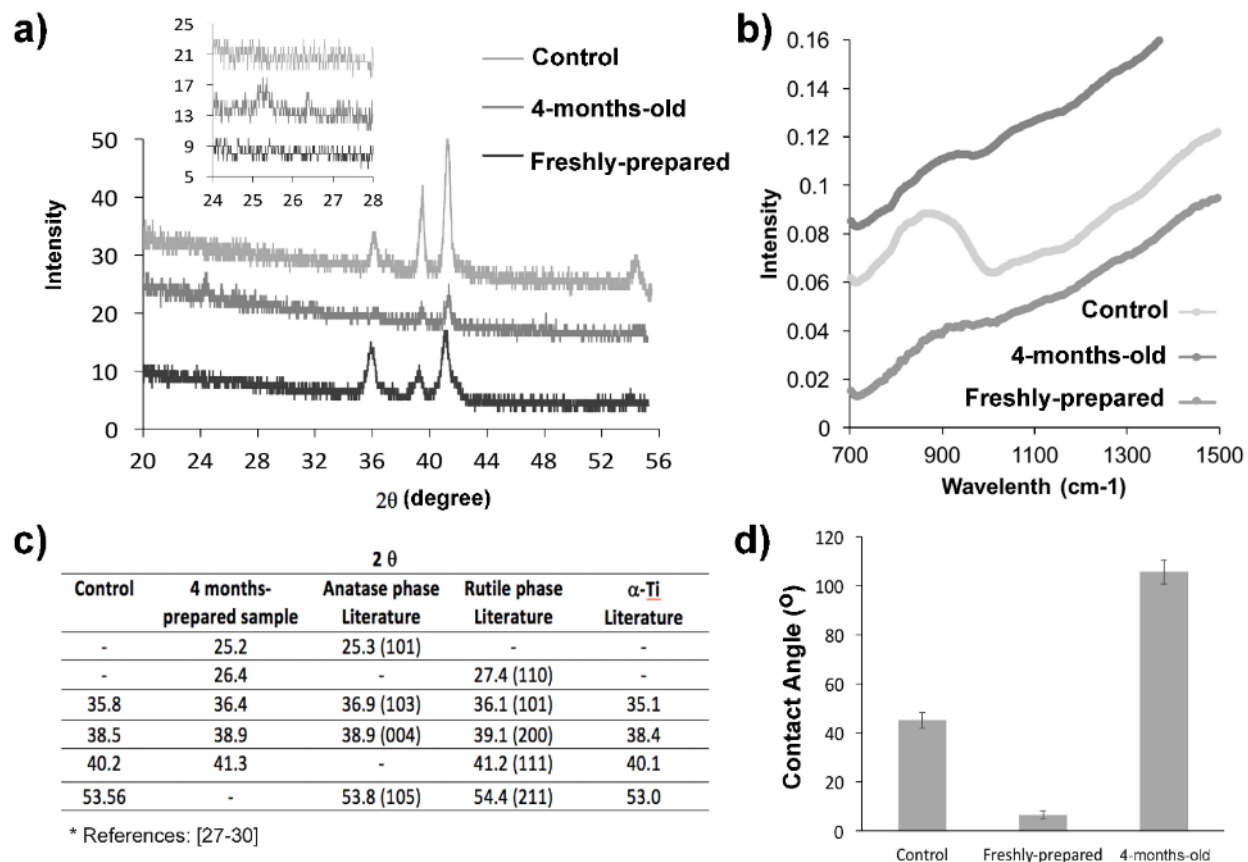 a)
25
21
17
13
9
5
24 25 26 27 28
Control
4-months-old
Freshly-prepared
50
40
30
20
10
0
Intensity
20 24 28 32 36 40 44 48 52 56
2θ (degree)
b)
0.16
0.14
0.12
0.1
0.08
0.06
0.04
0.02
0
Intensity
Control
4-months-old
Freshly-prepared
700 900 1100 1300 1500
Wavelenth (cm-1)
c)
2 θ
Control 4 months- Anatase phase Rutile phase α-Ti
prepared sample Literature Literature Literature
- 25.2 25.3 (101) - -
- 26.4 - 27.4 (110) -
35.8 36.4 36.9 (103) 36.1 (101) 35.1
38.5 38.9 38.9 (004) 39.1 (200) 38.4
40.2 41.3 - 41.2 (111) 40.1
53.56 - 53.8 (105) 54.4 (211) 53.0
* References: [27-30]
d)
120
100
80
60
40
20
0
Contact Angle (º)
Control Freshly-prepared 4-months-old